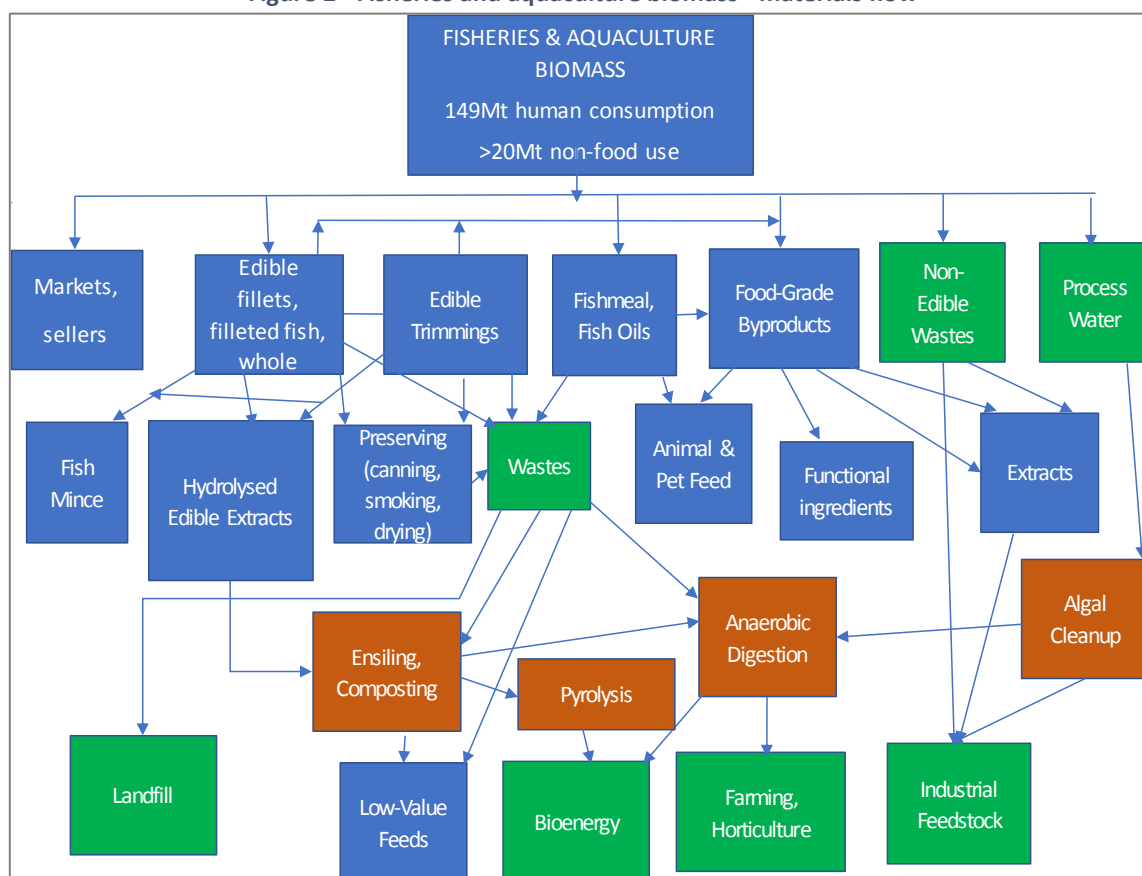 FISHERIES & AQUACULTURE
BIOMASS
149Mt human consumption
>20Mt non-food use
Markets,
sellers
Edible
fillets,
filleted fish,
whole
Edible
Trimmings
Fishmeal,
Fish Oils
Food-Grade
Byproducts
Non-
Edible
Wastes
Process
Water
Fish
Mince
Hydrolysed
Edible Extracts
Preserving
(canning,
smoking,
drying)
Wastes
Animal &
Pet Feed
Functional
ingredients
Extracts
Ensiling,
Composting
Pyrolysis
Anaerobic
Digestion
Algal
Cleanup
Landfill
Low-Value
Feeds
Bioenergy
Farming,
Horticulture
Industrial
Feedstock